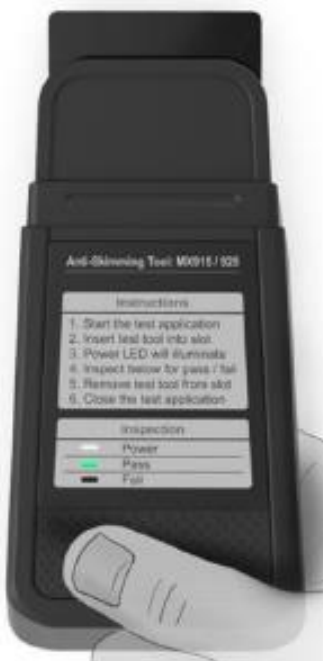 Anti-Skimming Tool: MX915 / 925
Instructions
1. Start the test application
2. Insert test tool into slot
3. Power LED will illuminate
4. Inspect below for pass / fail
5. Remove test tool from slot
6. Close the test application
Inspection
Power
Pass
Fail